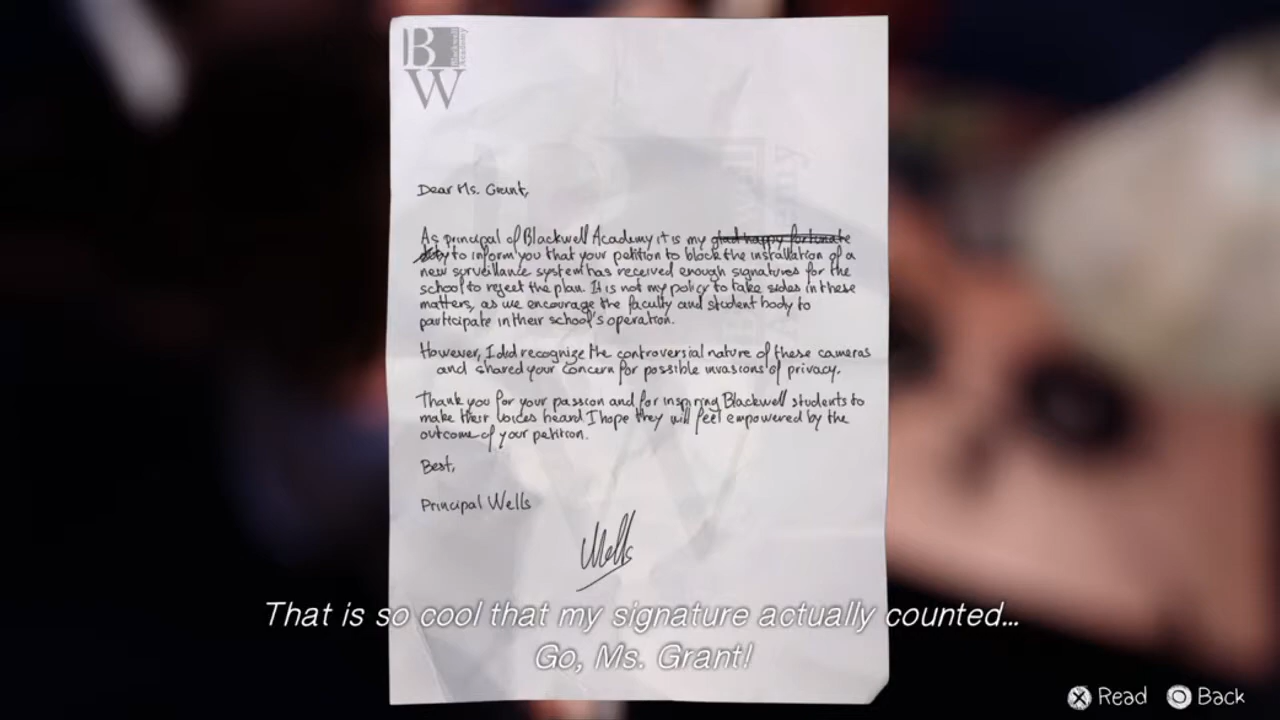 B
Blackwell
Academy
W
Dear Ms. Grant,
As principal of Blackwell Academy it is my glad happy fortunate
duty to inform you that your petition to block the installation of a
new surveillance system has received enough signatures for the
school to reject the plan. It is not my policy to take sides in these
matters, as we encourage the faculty and student body to
participate in their school's operation.
However, I did recognize the controversial nature of these cameras
and shared your concern for possible invasions of privacy.
Thank you for your passion and for inspiring Blackwell students to
make their voices heard I hope they will feel empowered by the
outcome of your petition.
Best,
Principal Wells
Wells
That is so cool that my signature actually counted...
Go, Ms. Grant!
Read Back